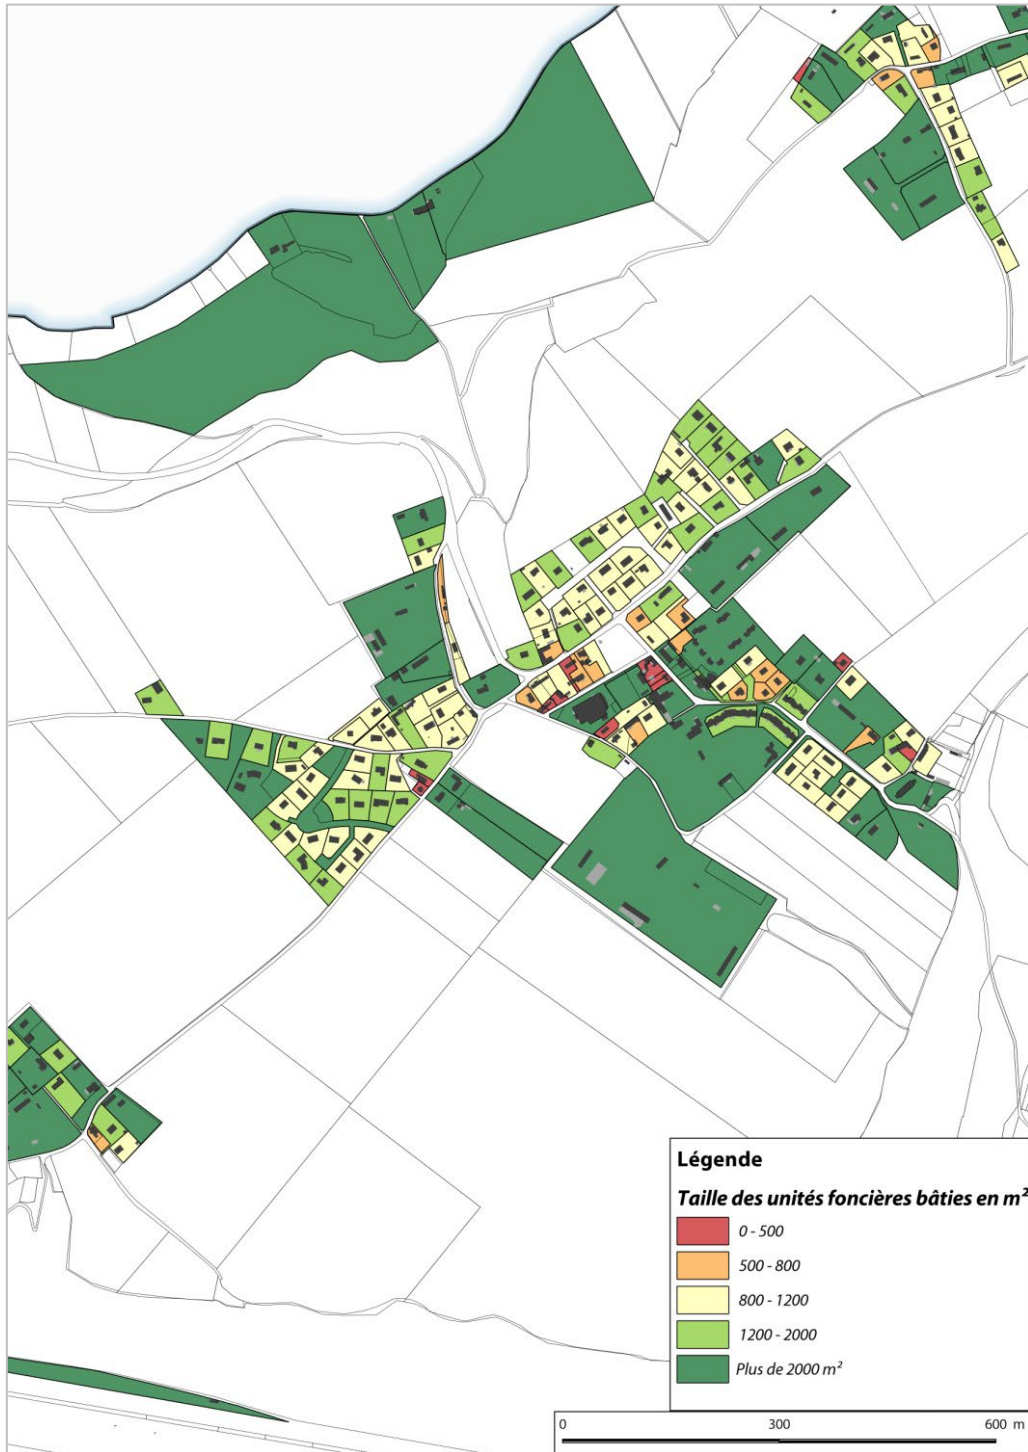 Légende
Taille des unités foncières bâties en m²
0 - 500
500 - 800
800 - 1200
1200 - 2000
Plus de 2000 m²
0 300 600 m